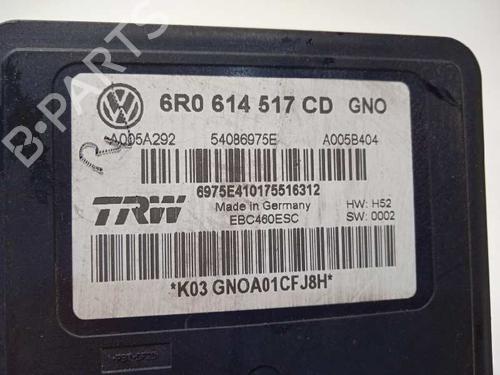 B-PARTS
6R0 614 517 CD GNO
A005A292 54086975E A005B404
6975E410175516312
TRW
Made in Germany HW: H52
EBC460ESC SW: 0002
*K03 GNOA01CFJ8H*